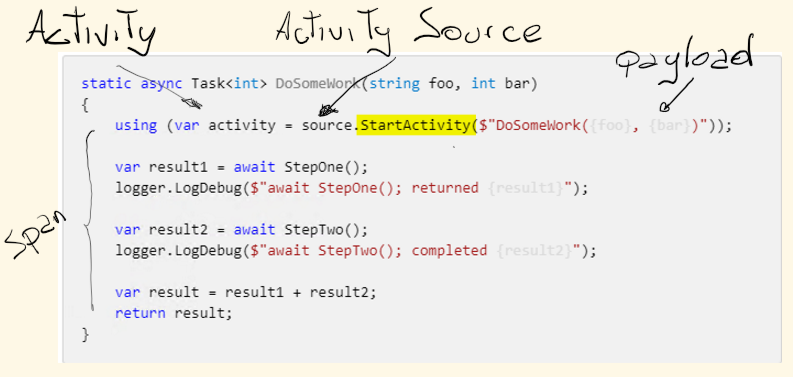 Activity
Activity Source
payload
static async Task<int> DoSomeWork(string foo, int bar)
{
using (var activity = source.StartActivity($"DoSomeWork({foo}, {bar})"));
var result1 = await StepOne();
logger.LogDebug($"await StepOne(); returned {result1}");
span
var result2 = await StepTwo();
logger.LogDebug($"await StepTwo(); completed {result2}");
var result = result1 + result2;
return result;
}